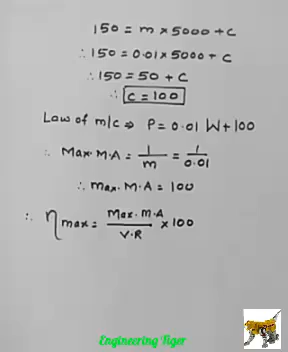 150 = m × 5000 + C
∴ 150 = 0.01 × 5000 + C
∴ 150 = 50 + C
∴ C = 100
Law of m/c ⇒ P = 0.01 W + 100
∴ Max. M.A = 1/m = 1/0.01
∴ max. M.A = 100
∴ η max = Max. M.A / V.R × 100
Engineering Tiger